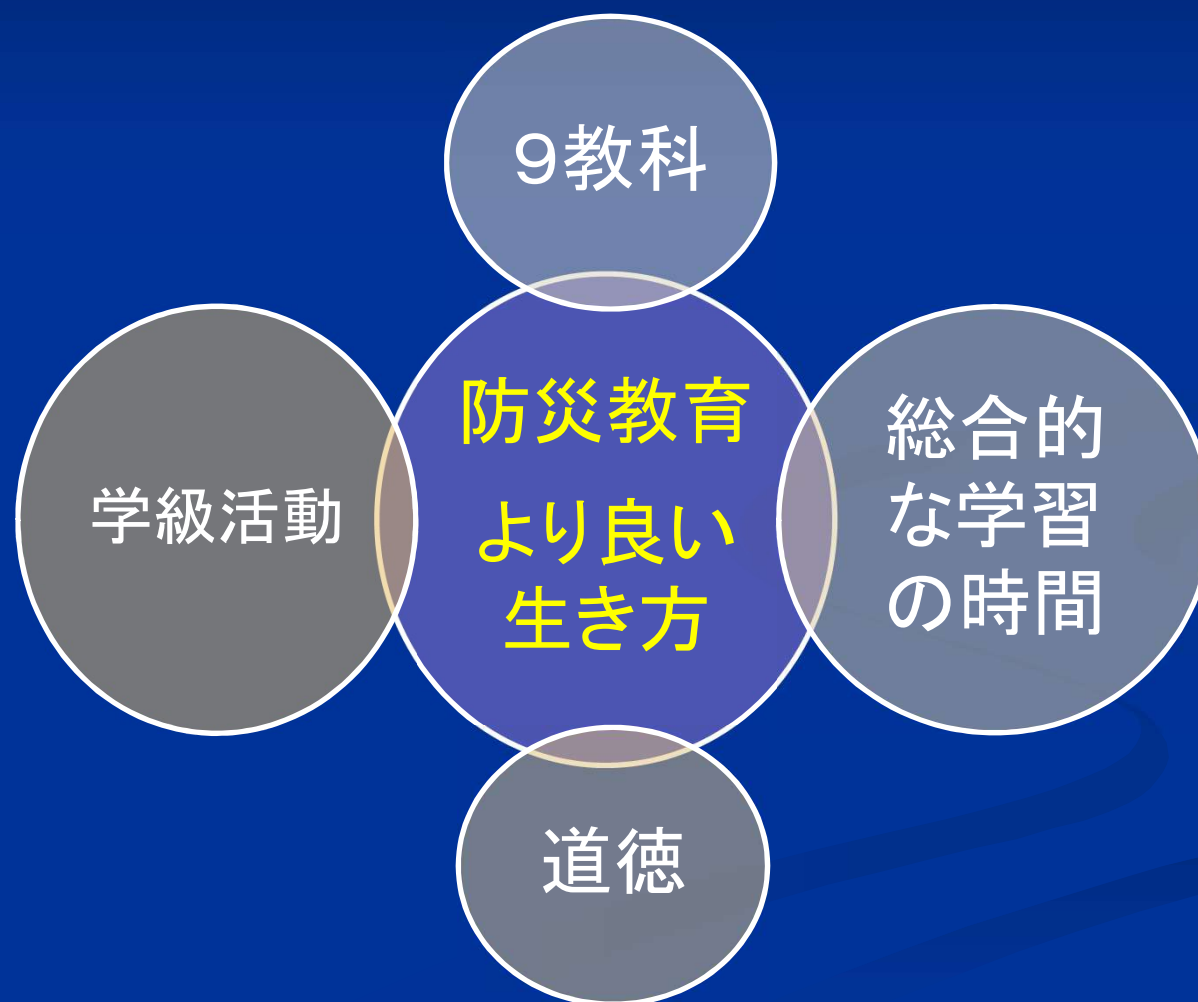 ９教科
学級活動
防災教育
より良い
生き方
総合的
な学習
の時間
道徳